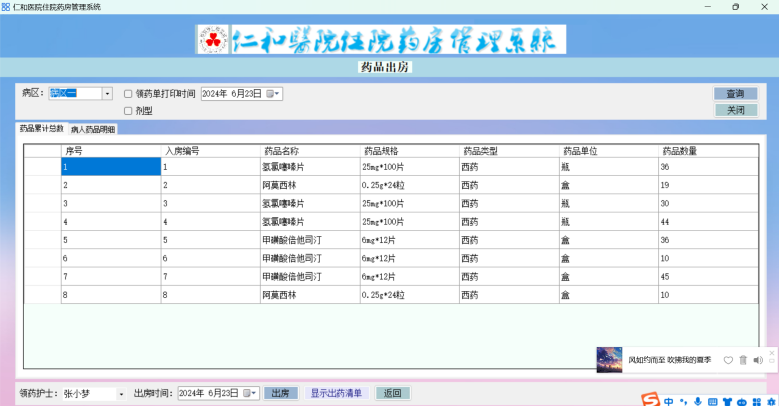 仁和医院住院药房管理系统
仁和醫院住院药房管理系統
药品出房
病区: 病区一 领药单打印时间 2024年 6月23日 查询
剂型 关闭
药品累计总数 病人药品明细
序号 入房编号 药品名称 药品规格 药品类型 药品单位 药品数量
1 1 氢氯噻嗪片 25mg*100片 西药 瓶 36
2 2 阿莫西林 0.25g*24粒 西药 盒 19
3 3 氢氯噻嗪片 25mg*100片 西药 瓶 30
4 4 氢氯噻嗪片 25mg*100片 西药 瓶 44
5 5 甲磺酸倍他司汀 6mg*12片 西药 盒 36
6 6 甲磺酸倍他司汀 6mg*12片 西药 盒 10
7 7 甲磺酸倍他司汀 6mg*12片 西药 盒 45
8 8 阿莫西林 0.25g*24粒 西药 盒 10
风如约而至 吹拂我的夏季
领药护士: 张小梦 出房时间: 2024年 6月23日 出房 显示出药清单 返回
中